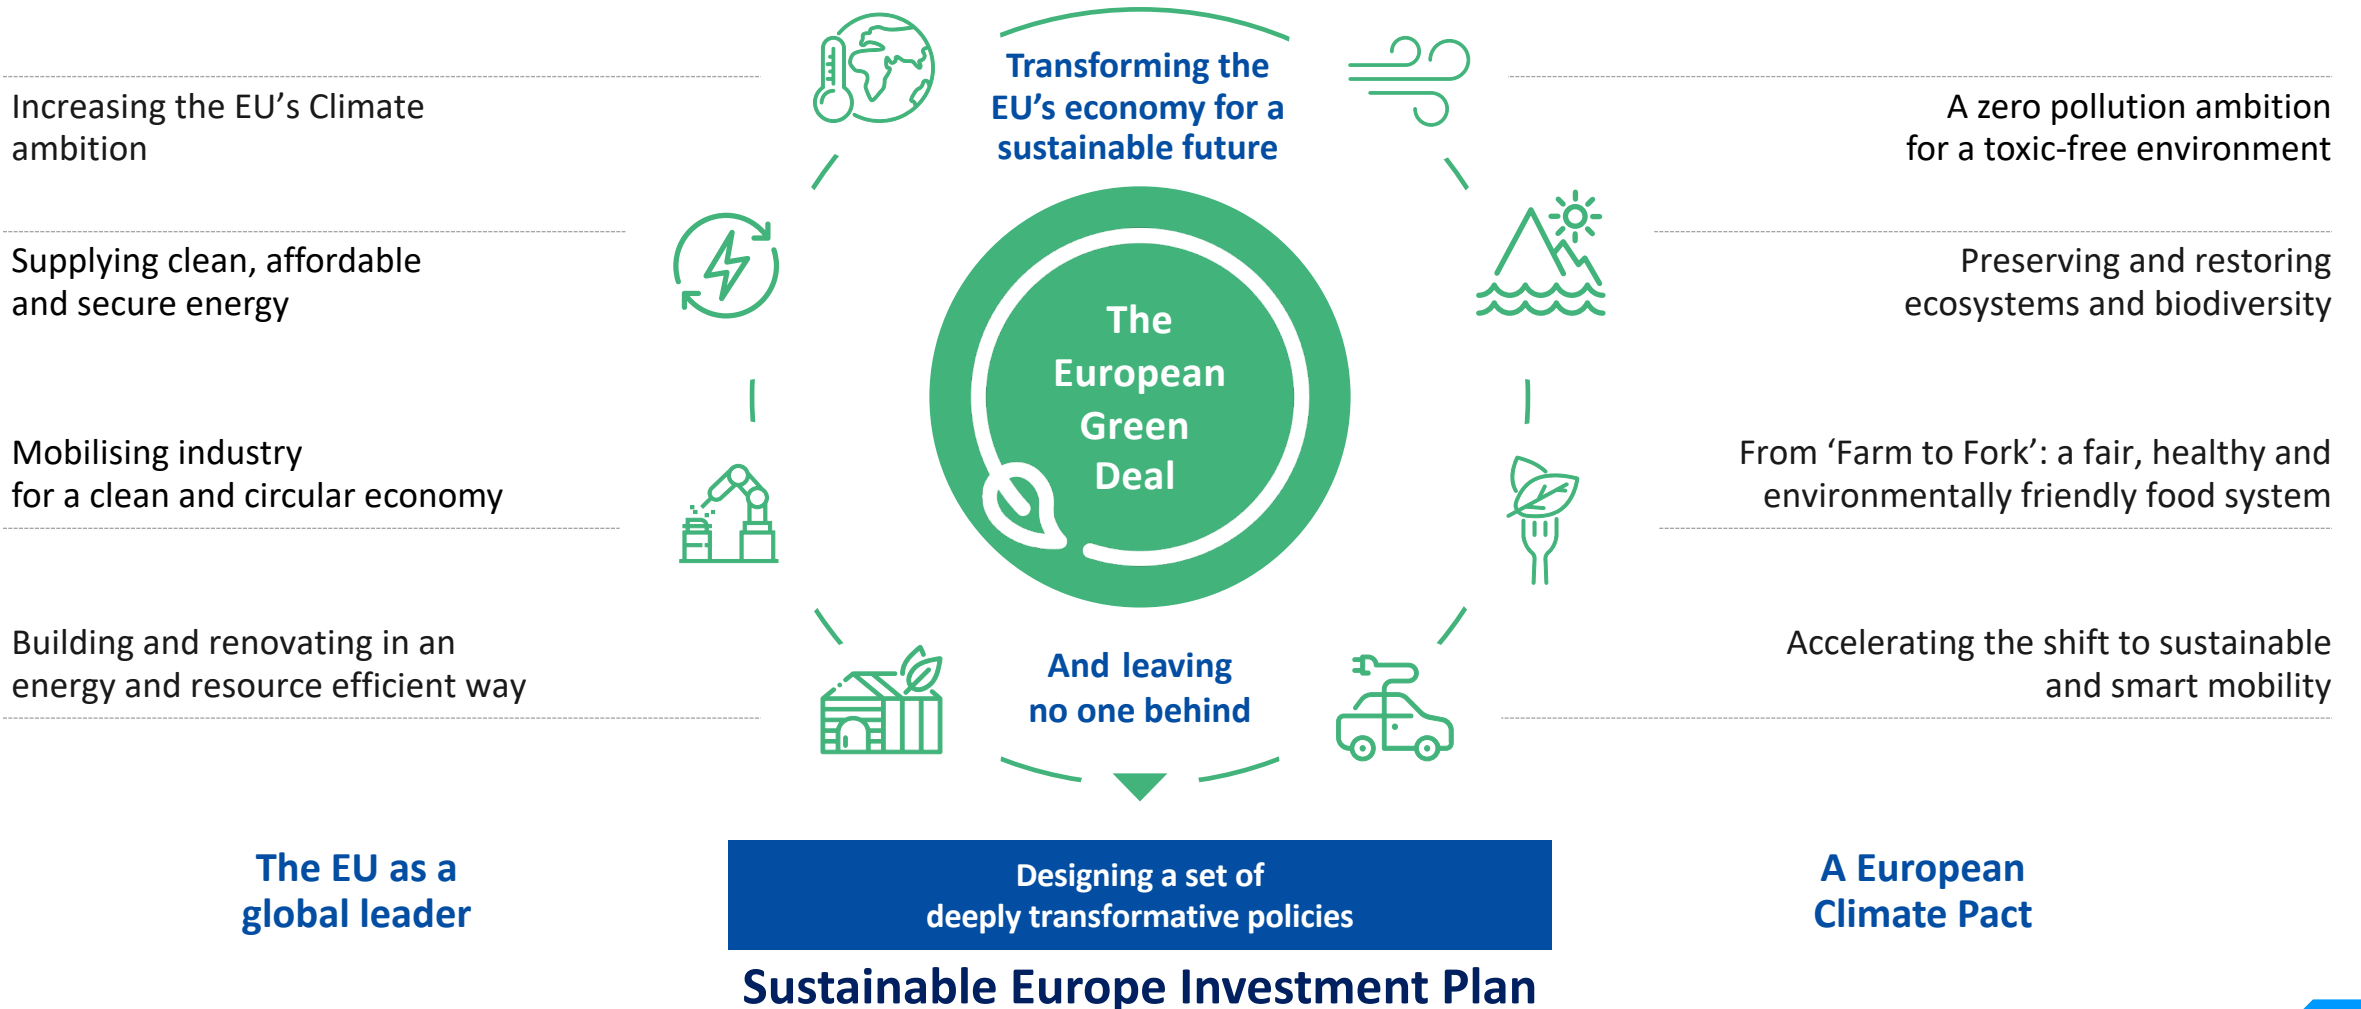 Transforming the
EU’s economy for a
sustainable future
Increasing the EU’s Climate
ambition
Supplying clean, affordable
and secure energy
Mobilising industry
for a clean and circular economy
Building and renovating in an
energy and resource efficient way
The
European
Green
Deal
And leaving
no one behind
A zero pollution ambition
for a toxic-free environment
Preserving and restoring
ecosystems and biodiversity
From ‘Farm to Fork’: a fair, healthy and
environmentally friendly food system
Accelerating the shift to sustainable
and smart mobility
The EU as a
global leader
Designing a set of
deeply transformative policies
A European
Climate Pact
Sustainable Europe Investment Plan